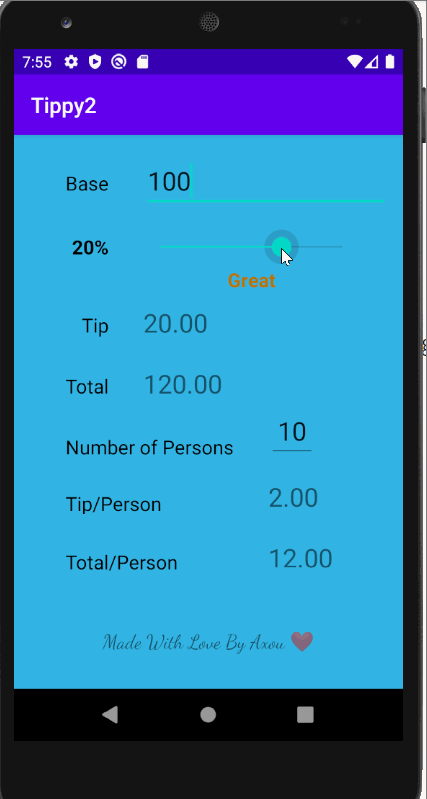 7:55
Tippy2
Base 100
20%
Great
Tip 20.00
Total 120.00
Number of Persons 10
Tip/Person 2.00
Total/Person 12.00
Made With Love By Axou ❤️